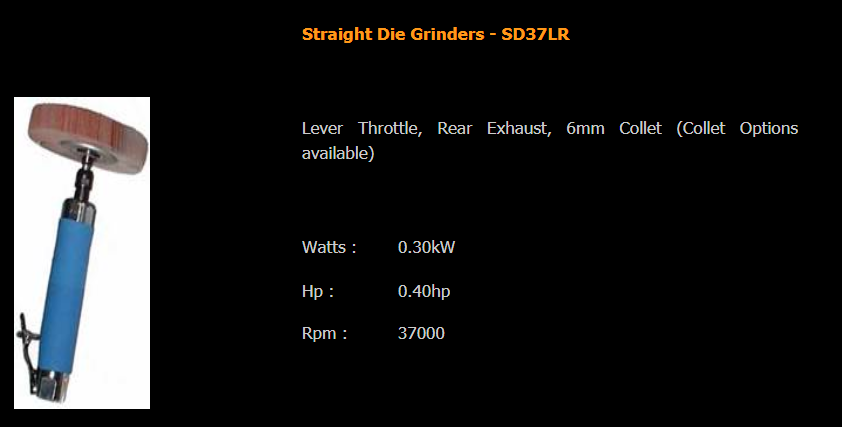 Straight Die Grinders - SD37LR
Lever Throttle, Rear Exhaust, 6mm Collet (Collet Options
available)
Watts : 0.30kW
Hp : 0.40hp
Rpm : 37000